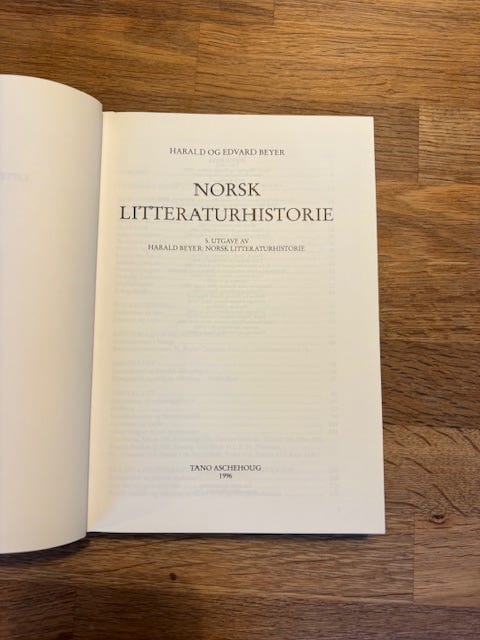 HARALD OG EDVARD BEYER
NORSK
LITTERATURHISTORIE
5. UTGAVE AV
HARALD BEYER: NORSK LITTERATURHISTORIE
TANO ASCHEHOUG
1996